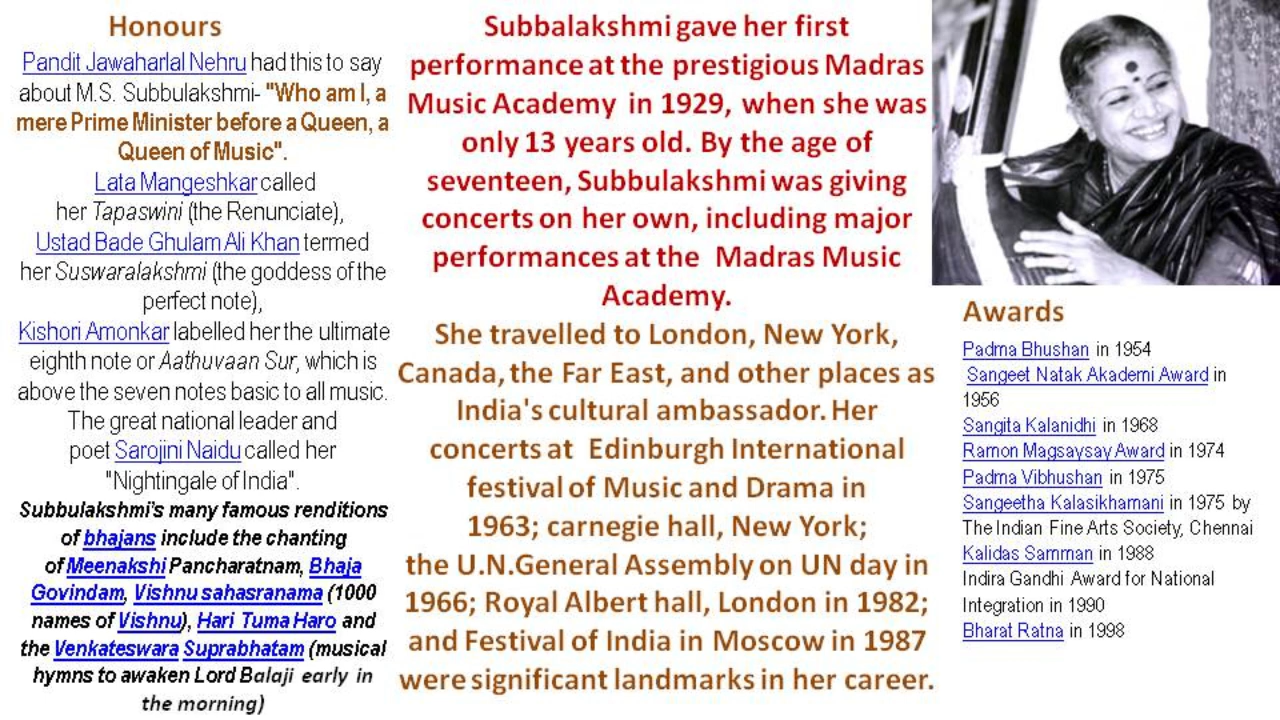 Honours
Pandit Jawaharlal Nehru had this to say
about M.S. Subbulakshmi- "Who am I, a
mere Prime Minister before a Queen, a
Queen of Music".
Lata Mangeshkar called
her Tapaswini (the Renunciate),
Ustad Bade Ghulam Ali Khan termed
her Suswaralakshmi (the goddess of the
perfect note),
Kishori Amonkar labelled her the ultimate
eighth note or Aathuvaan Sur, which is
above the seven notes basic to all music.
The great national leader and
poet Sarojini Naidu called her
"Nightingale of India".
Subbulakshmi's many famous renditions
of bhajans include the chanting
of Meenakshi Pancharatnam, Bhaja
Govindam, Vishnu sahasranama (1000
names of Vishnu), Hari Tuma Haro and
the Venkateswara Suprabhatam (musical
hymns to awaken Lord Balaji early in
the morning)
Subbalakshmi gave her first
performance at the prestigious Madras
Music Academy in 1929, when she was
only 13 years old. By the age of
seventeen, Subbulakshmi was giving
concerts on her own, including major
performances at the Madras Music
Academy.
She travelled to London, New York,
Canada, the Far East, and other places as
India's cultural ambassador. Her
concerts at Edinburgh International
festival of Music and Drama in
1963; carnegie hall, New York;
the U.N.General Assembly on UN day in
1966; Royal Albert hall, London in 1982;
and Festival of India in Moscow in 1987
were significant landmarks in her career.
Awards
Padma Bhushan in 1954
Sangeet Natak Akademi Award in
1956
Sangita Kalanidhi in 1968
Ramon Magsaysay Award in 1974
Padma Vibhushan in 1975
Sangeetha Kalasikhamani in 1975 by
The Indian Fine Arts Society, Chennai
Kalidas Samman in 1988
Indira Gandhi Award for National
Integration in 1990
Bharat Ratna in 1998